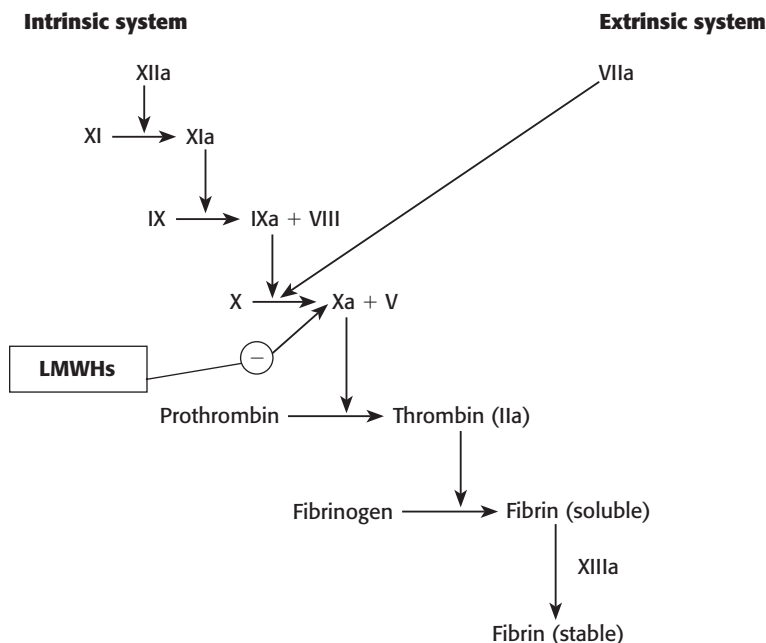 Intrinsic system Extrinsic system
XIIa VIIa
XI XIa
IX IXa + VIII
X Xa + V
LMWHs −
Prothrombin Thrombin (IIa)
Fibrinogen Fibrin (soluble)
XIIIa
Fibrin (stable)